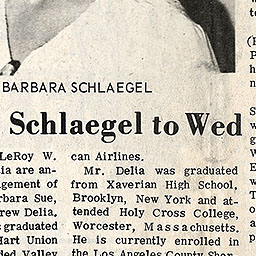 BARBARA SCHLAEGEL
Schlaegel to Wed
LeRoy W.
are an-
agement of
rbara Sue,
rew Delia,
graduated
Hart Union
Valley
can Airlines.
Mr. Delia was graduated
from Xaverian High School,
Brooklyn, New York and at-
tended Holy Cross College,
Worcester, Massachusetts.
He is currently enrolled in
the Los Angeles County Sher-